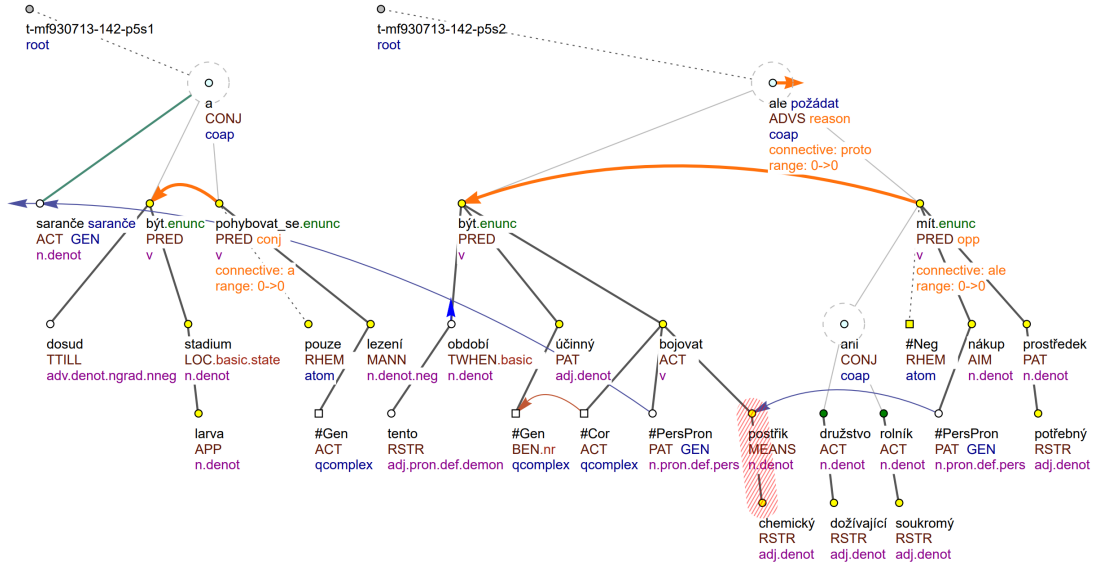 t-mf930713-142-p5s1
root
t-mf930713-142-p5s2
root
a
CONJ
coap
ale požádat
ADVS reason
coap
connective: proto
range: 0->0
saranče saranče
ACT GEN
n.denot
být.enunc
PRED
v
pohybovat_se.enunc
PRED conj
v
connective: a
range: 0->0
být.enunc
PRED
v
mít.enunc
PRED opp
v
connective: ale
range: 0->0
dosud
TTILL
adv.denot.ngrad.nneg
stadium
LOC.basic.state
n.denot
pouze
RHEM
atom
lezení
MANN
n.denot.neg
období
TWHEN.basic
n.denot
účinný
PAT
adj.denot
bojovat
ACT
v
ani
CONJ
coap
#Neg
RHEM
atom
nákup
AIM
n.denot
prostředek
PAT
n.denot
larva
APP
n.denot
#Gen
ACT
qcomplex
tento
RSTR
adj.pron.def.demon
#Gen
BEN.nr
qcomplex
#Cor
ACT
qcomplex
#PersPron
PAT GEN
n.pron.def.pers
postřik
MEANS
n.denot
družstvo
ACT
n.denot
rolník
ACT
n.denot
#PersPron
PAT GEN
n.pron.def.pers
potřebný
RSTR
adj.denot
chemický
RSTR
adj.denot
dožívající
RSTR
adj.denot
soukromý
RSTR
adj.denot